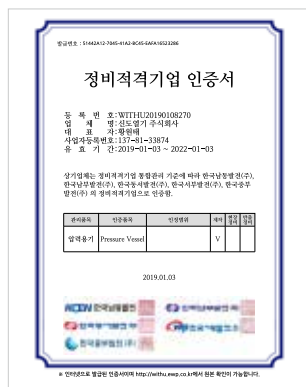 발급번호 : 51442A12-7045-41A2-8C45-EAFA16523286
정비적격기업 인증서
등 록 번 호:WITHU20190108270
업 체 명:신도열기 주식회사
대 표 자:황원배
사업자등록번호:137-81-33874
유 효 기 간:2019-01-03 ~ 2022-01-03
상기업체는 정비적격기업 통합관리 기준에 따라 한국남동발전(주),
한국남부발전(주), 한국동서발전(주), 한국서부발전(주), 한국중부
발전(주) 의 정비적격기업으로 인증함.
관리품목 인증품목 인정범위
압력용기 Pressure Vessel V
2019.01.03
KOEN 한국남동발전
한국남부발전㈜
한국동서발전㈜
한국서부발전㈜
한국중부발전(주)
※ 인터넷으로 발급된 인증서이며 http://withu.ewp.co.kr에서 원본 확인이 가능합니다.